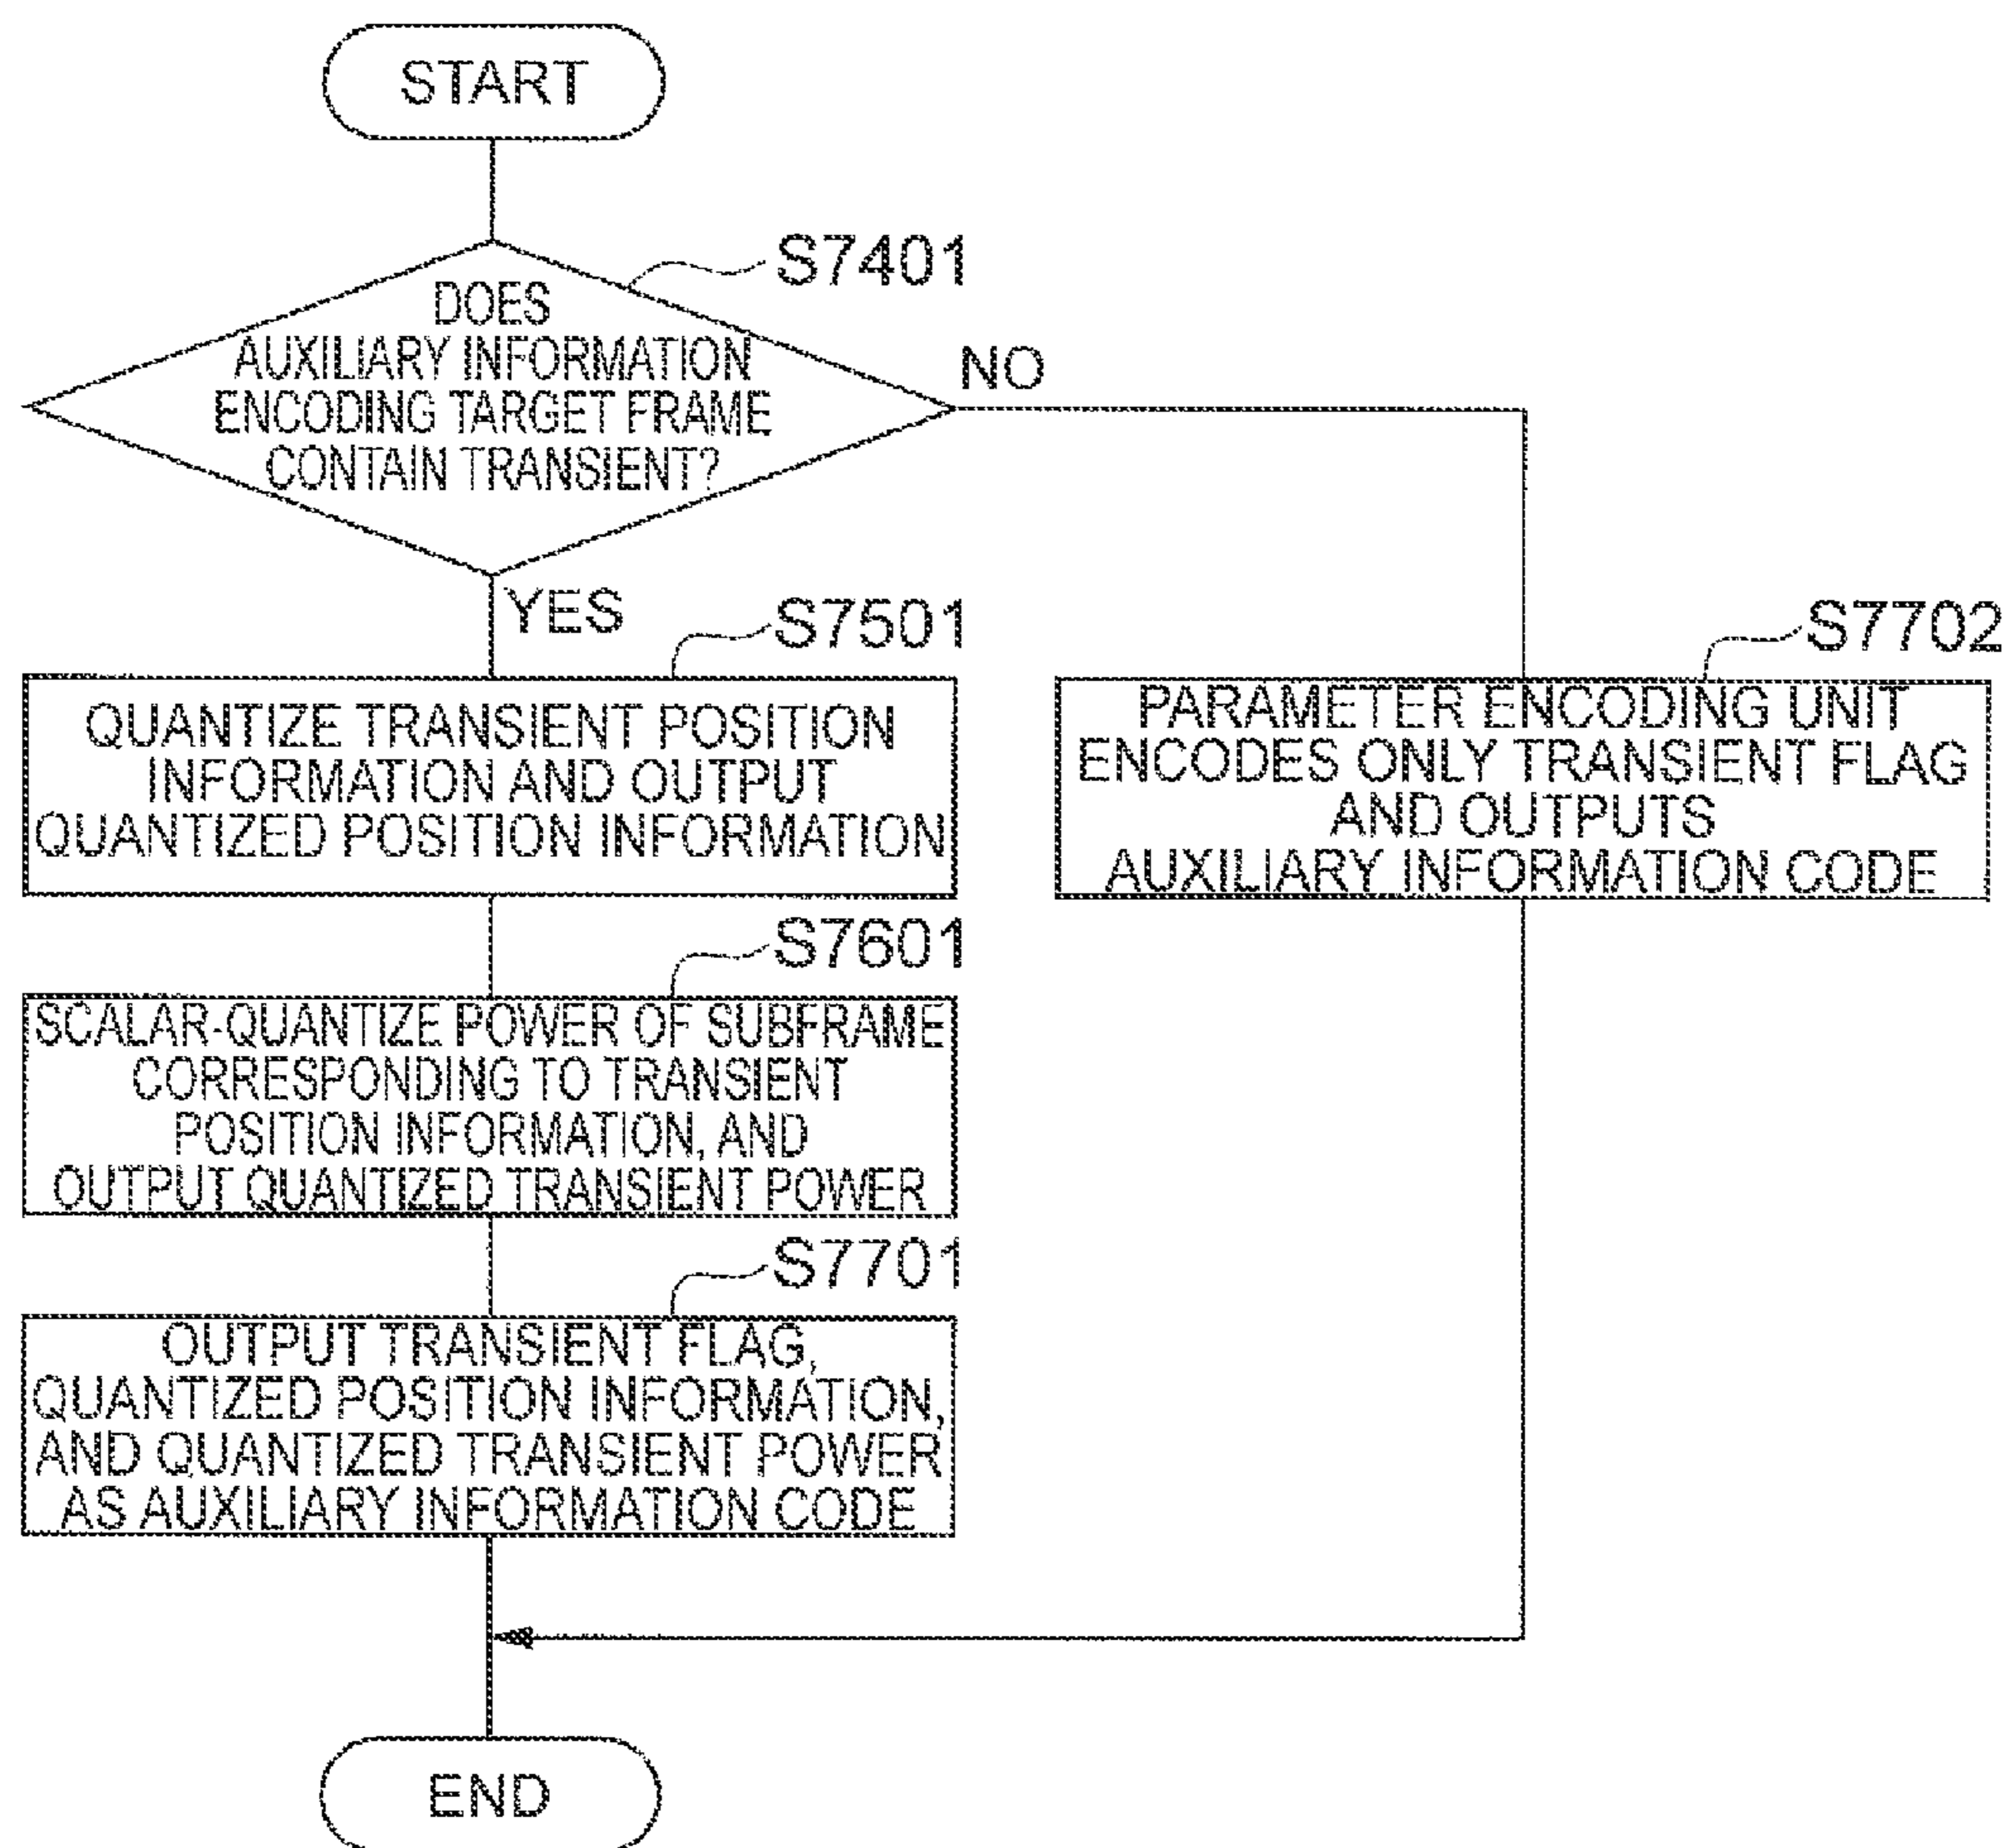 START
S7401
DOES
AUXILIARY INFORMATION
ENCODING TARGET FRAME
CONTAIN TRANSIENT?
NO
YES
S7501
QUANTIZE TRANSIENT POSITION
INFORMATION AND OUTPUT
QUANTIZED POSITION INFORMATION
S7702
PARAMETER ENCODING UNIT
ENCODES ONLY TRANSIENT FLAG
AND OUTPUTS
AUXILIARY INFORMATION CODE
S7601
SCALAR-QUANTIZE POWER OF SUBFRAME
CORRESPONDING TO TRANSIENT
POSITION INFORMATION, AND
OUTPUT QUANTIZED TRANSIENT POWER
S7701
OUTPUT TRANSIENT FLAG,
QUANTIZED POSITION INFORMATION,
AND QUANTIZED TRANSIENT POWER
AS AUXILIARY INFORMATION CODE
END